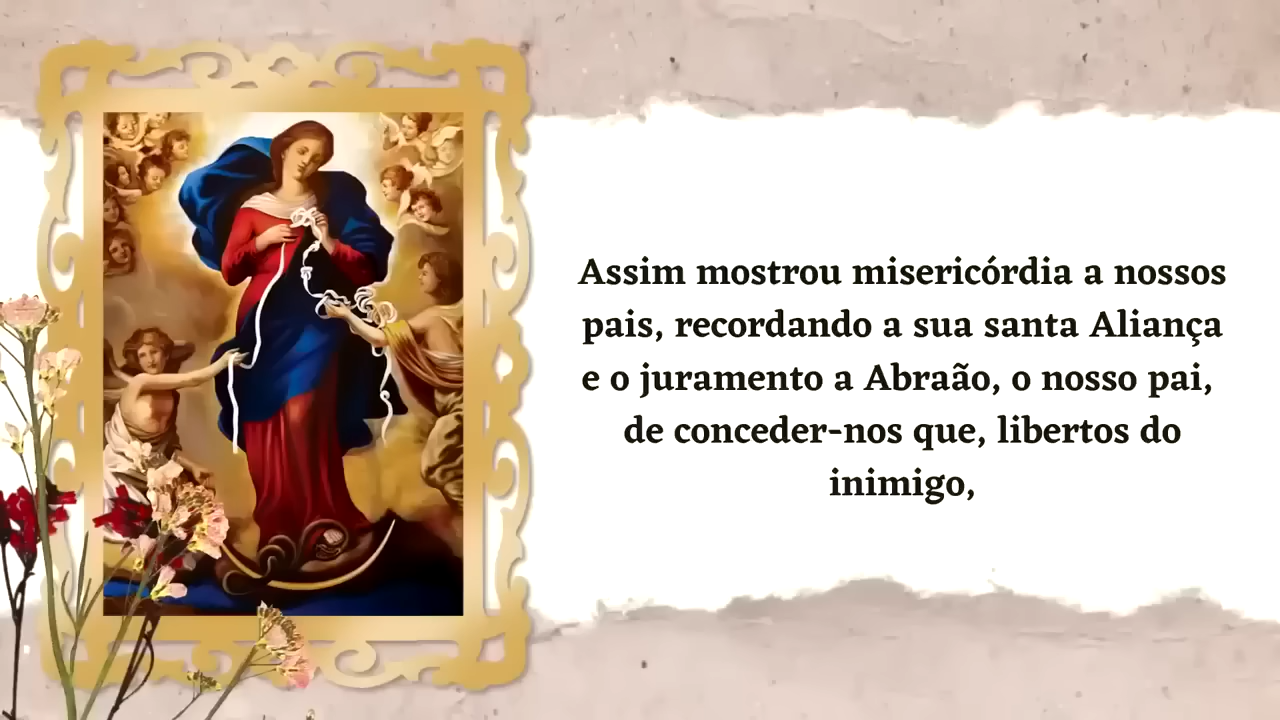 Assim mostrou misericórdia a nossos
pais, recordando a sua santa Aliança
e o juramento a Abraão, o nosso pai,
de conceder-nos que, libertos do
inimigo,